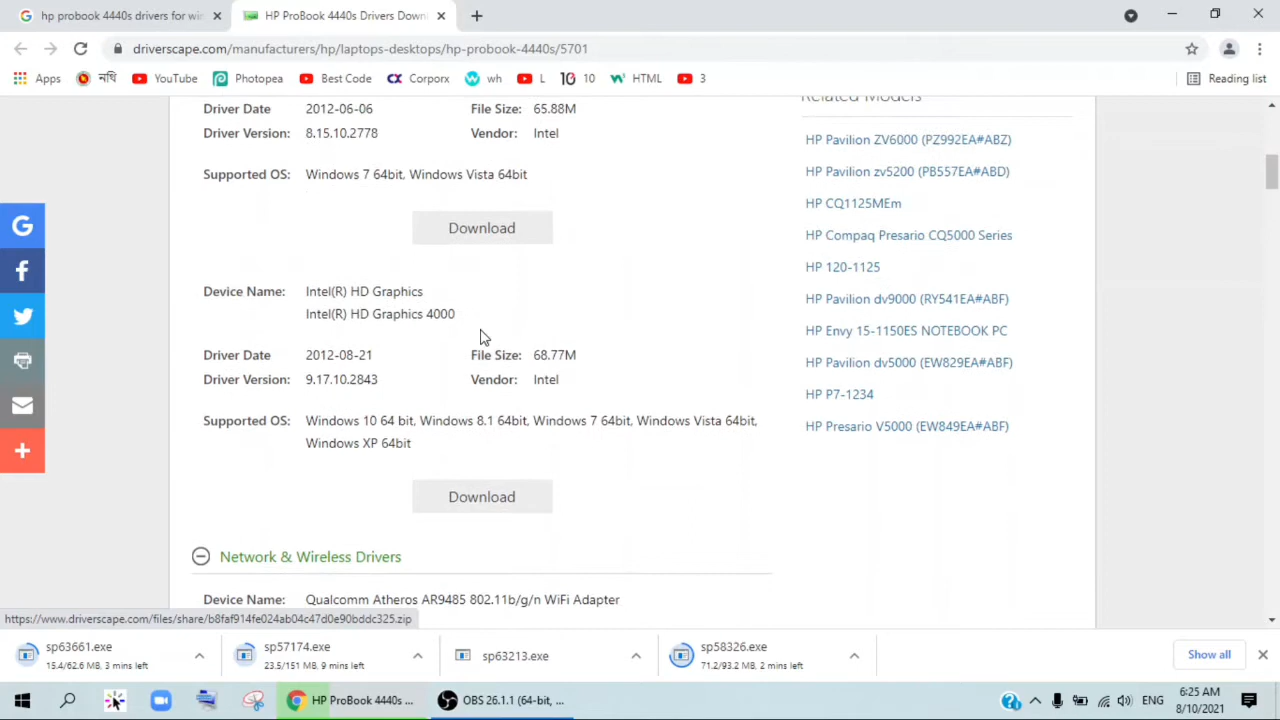 hp probook 4440s drivers for wi
HP ProBook 4440s Drivers Down
driverscape.com/manufacturers/hp/laptops-desktops/hp-probook-4440s/5701
Apps
নথি
YouTube
Photopea
Best Code
CX Corporx
wh
L
10 10
HTML
3
Reading list
Driver Date 2012-06-06 File Size: 65.88M
Driver Version: 8.15.10.2778 Vendor: Intel
Supported OS: Windows 7 64bit, Windows Vista 64bit
Download
Device Name: Intel(R) HD Graphics
Intel(R) HD Graphics 4000
Driver Date 2012-08-21 File Size: 68.77M
Driver Version: 9.17.10.2843 Vendor: Intel
Supported OS: Windows 10 64 bit, Windows 8.1 64bit, Windows 7 64bit, Windows Vista 64bit,
Windows XP 64bit
Download
Network & Wireless Drivers
Device Name: Qualcomm Atheros AR9485 802.11b/g/n WiFi Adapter
Related Models
HP Pavilion ZV6000 (PZ992EA#ABZ)
HP Pavilion zv5200 (PB557EA#ABD)
HP CQ1125MEm
HP Compaq Presario CQ5000 Series
HP 120-1125
HP Pavilion dv9000 (RY541EA#ABF)
HP Envy 15-1150ES NOTEBOOK PC
HP Pavilion dv5000 (EW829EA#ABF)
HP P7-1234
HP Presario V5000 (EW849EA#ABF)
https://www.driverscape.com/files/share/b8faf914fe024ab04c47d0e90bddc325.zip
sp63661.exe
15.4/62.6 MB, 3 mins left
sp57174.exe
23.5/151 MB, 9 mins left
sp63213.exe
sp58326.exe
71.2/93.2 MB, 2 mins left
Show all
HP ProBook 4440s ...
OBS 26.1.1 (64-bit, ...
ENG
6:25 AM
8/10/2021